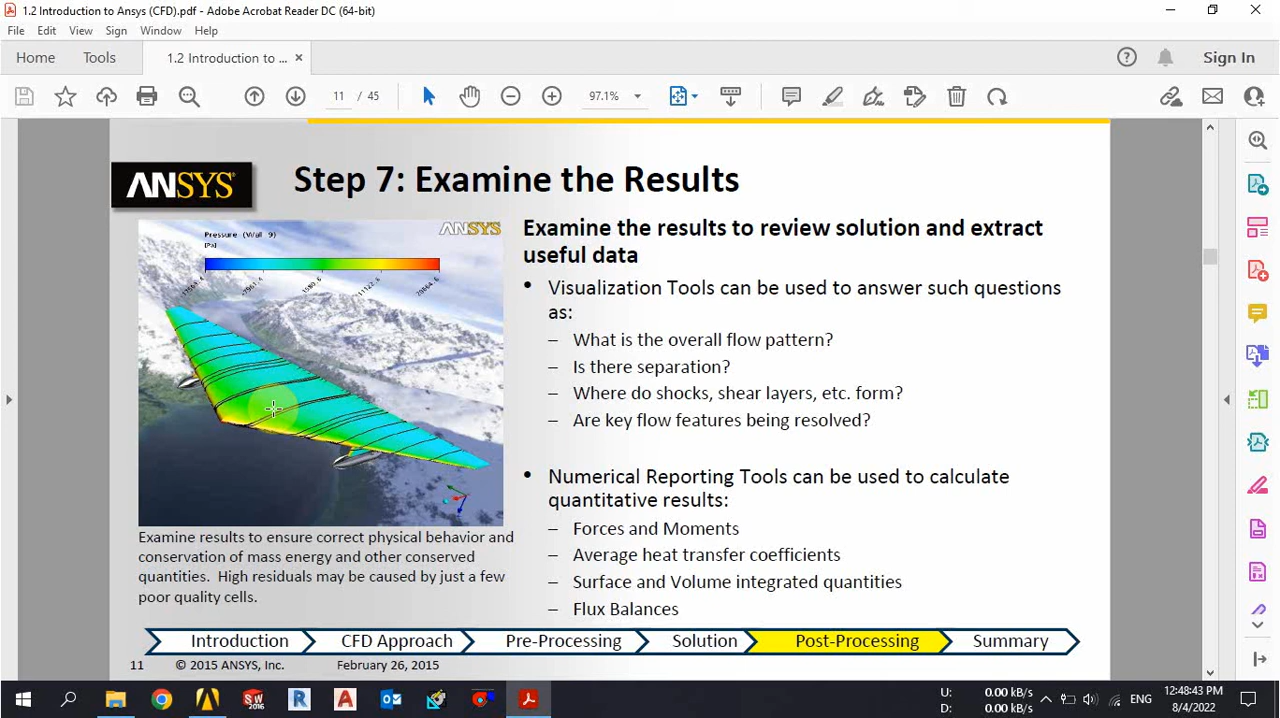 1.2 Introduction to Ansys (CFD).pdf - Adobe Acrobat Reader DC (64-bit)
File Edit View Sign Window Help
Home Tools 1.2 Introduction to ... × Sign In
11 / 45 97.1%
ANSYS
Step 7: Examine the Results
ANSYS
Pressure (Wall 9)
[Pa]
Examine the results to review solution and extract
useful data
• Visualization Tools can be used to answer such questions
as:
– What is the overall flow pattern?
– Is there separation?
– Where do shocks, shear layers, etc. form?
– Are key flow features being resolved?
• Numerical Reporting Tools can be used to calculate
quantitative results:
– Forces and Moments
– Average heat transfer coefficients
– Surface and Volume integrated quantities
– Flux Balances
Examine results to ensure correct physical behavior and
conservation of mass energy and other conserved
quantities. High residuals may be caused by just a few
poor quality cells.
Introduction CFD Approach Pre-Processing Solution Post-Processing Summary
11 © 2015 ANSYS, Inc. February 26, 2015
SW
2016
R A
U: 0.00 kB/s
D: 0.00 kB/s
ENG
12:48:43 PM
8/4/2022